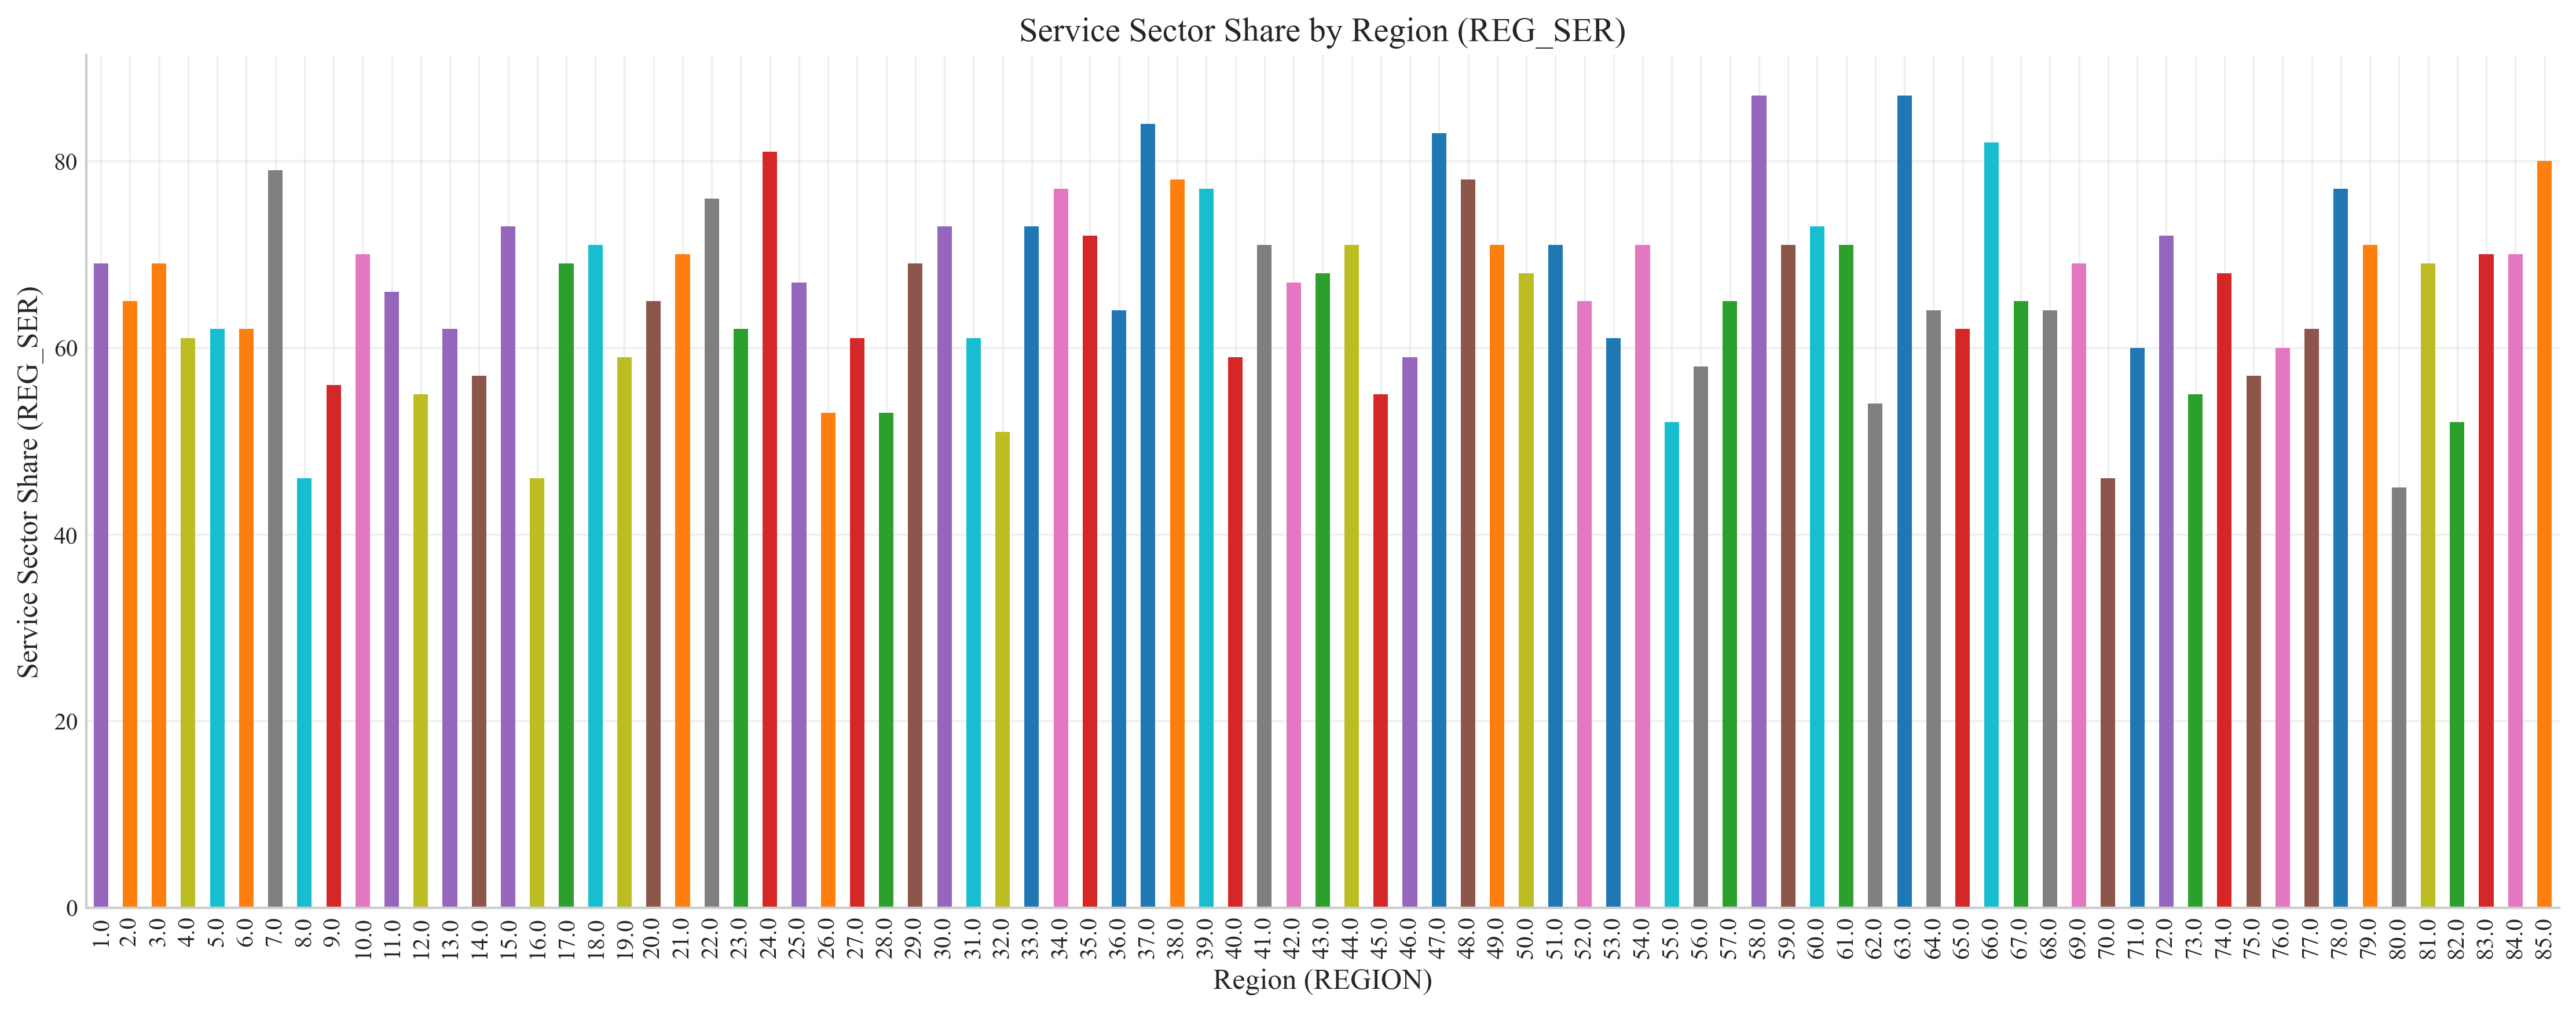 Service Sector Share by Region (REG_SER)
Service Sector Share (REG_SER)
80
60
40
20
0
1.0 2.0 3.0 4.0 5.0 6.0 7.0 8.0 9.0 10.0 11.0 12.0 13.0 14.0 15.0 16.0 17.0 18.0 19.0 20.0 21.0 22.0 23.0 24.0 25.0 26.0 27.0 28.0 29.0 30.0 31.0 32.0 33.0 34.0 35.0 36.0 37.0 38.0 39.0 40.0 41.0 42.0 43.0 44.0 45.0 46.0 47.0 48.0 49.0 50.0 51.0 52.0 53.0 54.0 55.0 56.0 57.0 58.0 59.0 60.0 61.0 62.0 63.0 64.0 65.0 66.0 67.0 68.0 69.0 70.0 71.0 72.0 73.0 74.0 75.0 76.0 77.0 78.0 79.0 80.0 81.0 82.0 83.0 84.0 85.0
Region (REGION)